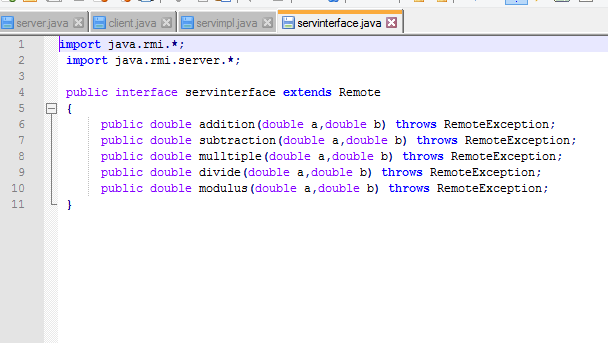 server.java client.java servimpl.java servinterface.java
1 import java.rmi.*;
2 import java.rmi.server.*;
3
4 public interface servinterface extends Remote
5 {
6 public double addition(double a,double b) throws RemoteException;
7 public double subtraction(double a,double b) throws RemoteException;
8 public double mulltiple(double a,double b) throws RemoteException;
9 public double divide(double a,double b) throws RemoteException;
10 public double modulus(double a,double b) throws RemoteException;
11 }